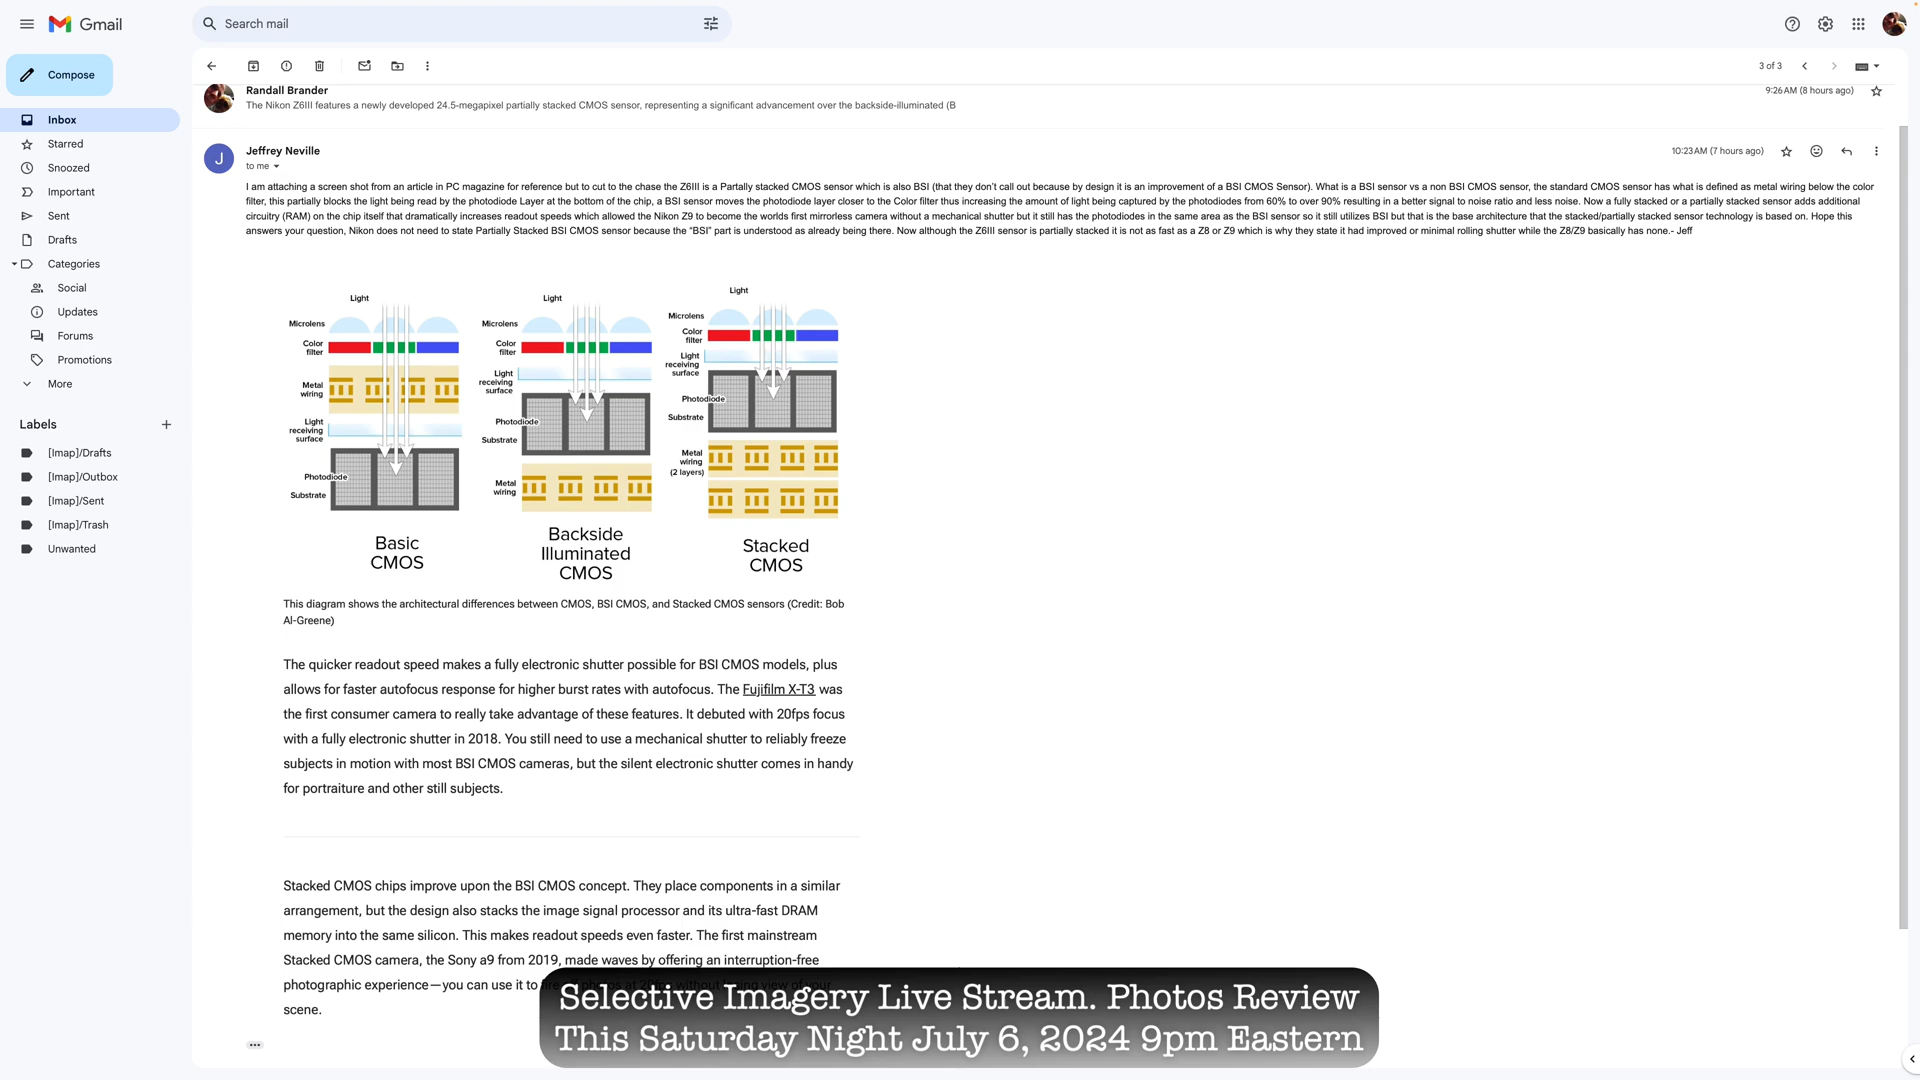 Gmail
Search mail
Compose
3 of 3
Inbox
Starred
Snoozed
Important
Sent
Drafts
Categories
Social
Updates
Forums
Promotions
More
Labels
[Imap]/Drafts
[Imap]/Outbox
[Imap]/Sent
[Imap]/Trash
Unwanted
Randall Brander
9:26 AM (8 hours ago)
The Nikon Z6III features a newly developed 24.5-megapixel partially stacked CMOS sensor, representing a significant advancement over the backside-illuminated (B
J
Jeffrey Neville
10:23 AM (7 hours ago)
to me
I am attaching a screen shot from an article in PC magazine for reference but to cut to the chase the Z6III is a Partially stacked CMOS sensor which is also BSI (that they don't call out because by design it is an improvement of a BSI CMOS Sensor). What is a BSI sensor vs a non BSI CMOS sensor, the standard CMOS sensor has what is defined as metal wiring below the color
filter, this partially blocks the light being read by the photodiode Layer at the bottom of the chip, a BSI sensor moves the photodiode layer closer to the Color filter thus increasing the amount of light being captured by the photodiodes from 60% to over 90% resulting in a better signal to noise ratio and less noise. Now a fully stacked or a partially stacked sensor adds additional
circuitry (RAM) on the chip itself that dramatically increases readout speeds which allowed the Nikon Z9 to become the worlds first mirrorless camera without a mechanical shutter but it still has the photodiodes in the same area as the BSI sensor so it still utilizes BSI but that is the base architecture that the stacked/partially stacked sensor technology is based on. Hope this
answers your question, Nikon does not need to state Partially Stacked BSI CMOS sensor because the “BSI” part is understood as already being there. Now although the Z6III sensor is partially stacked it is not as fast as a Z8 or Z9 which is why they state it had improved or minimal rolling shutter while the Z8/Z9 basically has none.- Jeff
Light
Microlens
Color
filter
Metal
wiring
Light
receiving
surface
Photodiode
Substrate
Basic
CMOS
Light
Microlens
Color
filter
Light
receiving
surface
Photodiode
Substrate
Metal
wiring
Backside
Illuminated
CMOS
Light
Microlens
Color
filter
Light
receiving
surface
Photodiode
Substrate
Metal
wiring
(2 layers)
Stacked
CMOS
This diagram shows the architectural differences between CMOS, BSI CMOS, and Stacked CMOS sensors (Credit: Bob
Al-Greene)
The quicker readout speed makes a fully electronic shutter possible for BSI CMOS models, plus
allows for faster autofocus response for higher burst rates with autofocus. The Fujifilm X-T3 was
the first consumer camera to really take advantage of these features. It debuted with 20fps focus
with a fully electronic shutter in 2018. You still need to use a mechanical shutter to reliably freeze
subjects in motion with most BSI CMOS cameras, but the silent electronic shutter comes in handy
for portraiture and other still subjects.
Stacked CMOS chips improve upon the BSI CMOS concept. They place components in a similar
arrangement, but the design also stacks the image signal processor and its ultra-fast DRAM
memory into the same silicon. This makes readout speeds even faster. The first mainstream
Stacked CMOS camera, the Sony a9 from 2019, made waves by offering an interruption-free
photographic experience—you can use it to
scene.
Selective Imagery Live Stream. Photos Review
This Saturday Night July 6, 2024 9pm Eastern